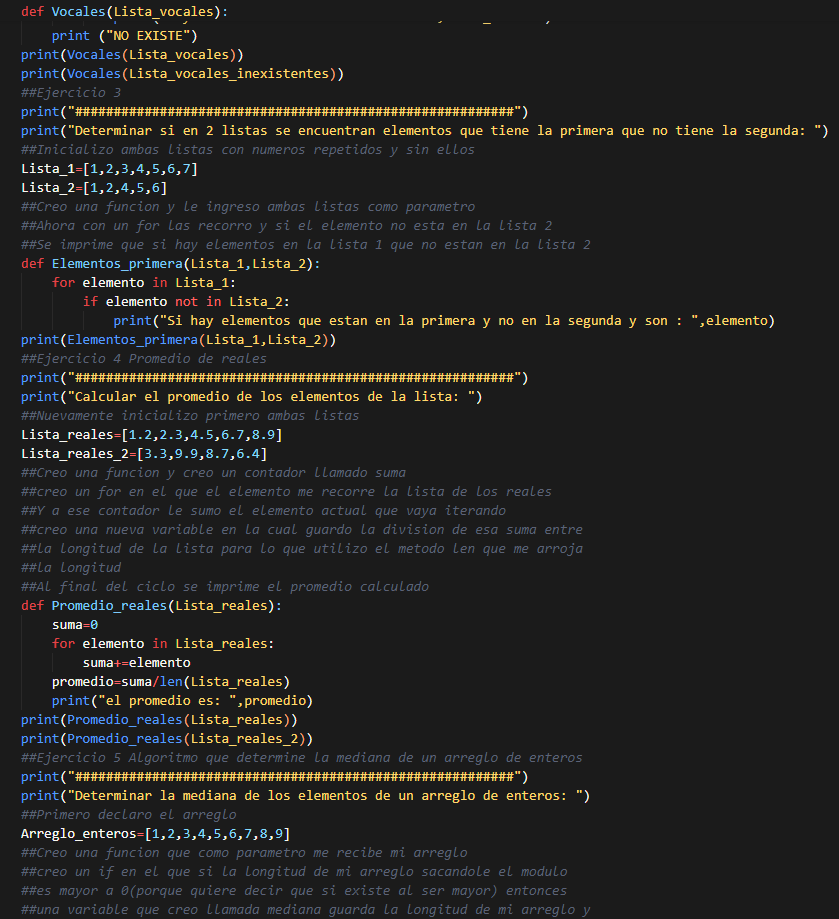 def Vocales(Lista_vocales):
        print ("NO EXISTE")
print(Vocales(Lista_vocales))
print(Vocales(Lista_vocales_inexistentes))
##Ejercicio 3
print("#########################################################")
print("Determinar si en 2 listas se encuentran elementos que tiene la primera que no tiene la segunda: ")
##Inicializo ambas listas con numeros repetidos y sin ellos
Lista_1=[1,2,3,4,5,6,7]
Lista_2=[1,2,4,5,6]
##Creo una funcion y le ingreso ambas listas como parametro
##Ahora con un for las recorro y si el elemento no esta en la lista 2
##Se imprime que si hay elementos en la lista 1 que no estan en la lista 2
def Elementos_primera(Lista_1,Lista_2):
    for elemento in Lista_1:
        if elemento not in Lista_2:
            print("Si hay elementos que estan en la primera y no en la segunda y son : ",elemento)
print(Elementos_primera(Lista_1,Lista_2))
##Ejercicio 4 Promedio de reales
print("#########################################################")
print("Calcular el promedio de los elementos de la lista: ")
##Nuevamente inicializo primero ambas listas
Lista_reales=[1.2,2.3,4.5,6.7,8.9]
Lista_reales_2=[3.3,9.9,8.7,6.4]
##Creo una funcion y creo un contador llamado suma
##creo un for en el que el elemento me recorre la lista de los reales
##Y a ese contador le sumo el elemento actual que vaya iterando
##creo una nueva variable en la cual guardo la division de esa suma entre
##la longitud de la lista para lo que utilizo el metodo len que me arroja
##la longitud
##Al final del ciclo se imprime el promedio calculado
def Promedio_reales(Lista_reales):
    suma=0
    for elemento in Lista_reales:
        suma+=elemento
    promedio=suma/len(Lista_reales)
    print("el promedio es: ",promedio)
print(Promedio_reales(Lista_reales))
print(Promedio_reales(Lista_reales_2))
##Ejercicio 5 Algoritmo que determine la mediana de un arreglo de enteros
print("#########################################################")
print("Determinar la mediana de los elementos de un arreglo de enteros: ")
##Primero declaro el arreglo
Arreglo_enteros=[1,2,3,4,5,6,7,8,9]
##Creo una funcion que como parametro me recibe mi arreglo
##creo un if en el que si la longitud de mi arreglo sacandole el modulo
##es mayor a 0(porque quiere decir que si existe al ser mayor) entonces
##una variable que creo llamada mediana guarda la longitud de mi arreglo y